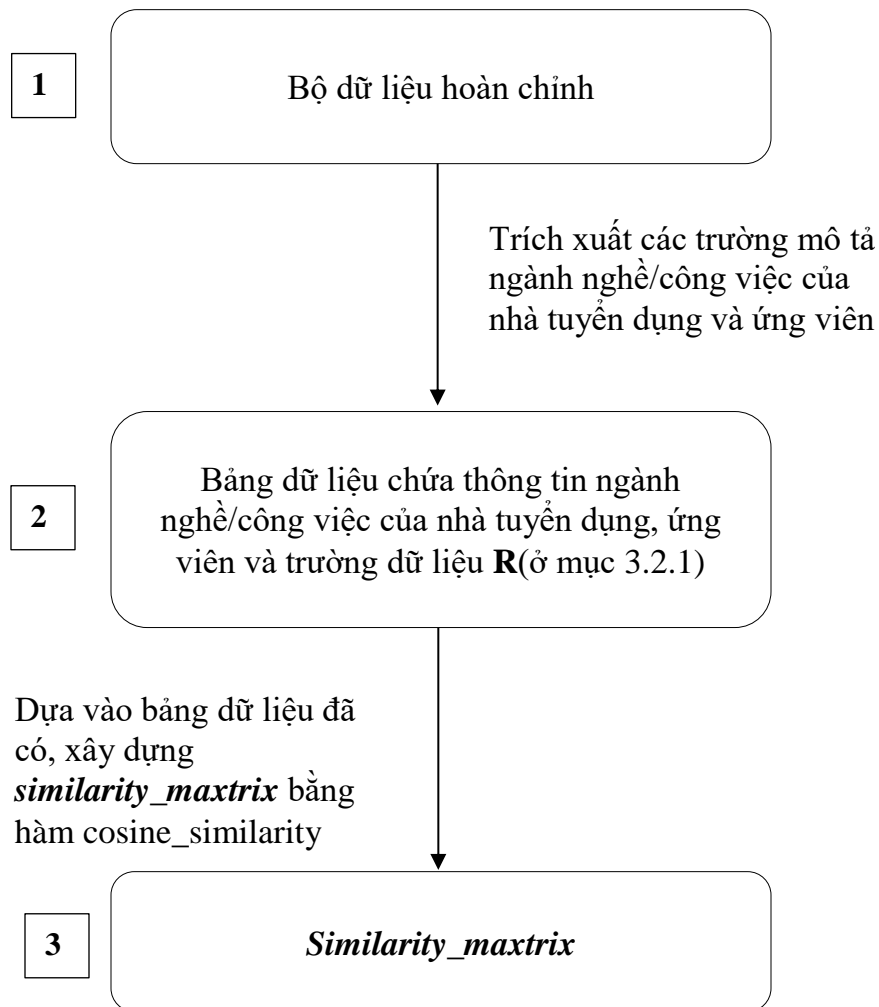 1
Bộ dữ liệu hoàn chỉnh
Trích xuất các trường mô tả
ngành nghề/công việc của
nhà tuyển dụng và ứng viên
2
Bảng dữ liệu chứa thông tin ngành
nghề/công việc của nhà tuyển dụng, ứng
viên và trường dữ liệu R(ở mục 3.2.1)
Dựa vào bảng dữ liệu đã
có, xây dựng
similarity_maxtrix bằng
hàm cosine_similarity
3
Similarity_maxtrix